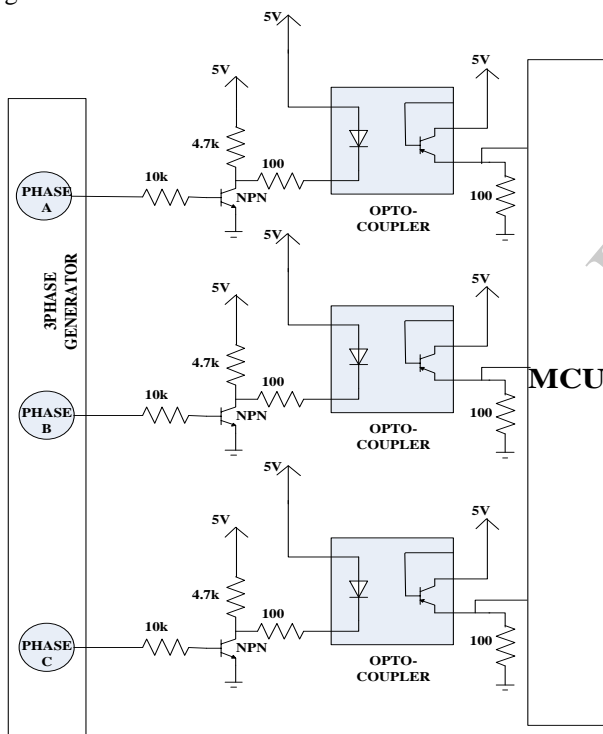 g
5V
5V
5V
4.7k
100
10k
PHASE
A
NPN
100
OPTO-
COUPLER
3PHASE
GENERATOR
5V
5V
5V
4.7k
100
10k
PHASE
B
NPN
100
OPTO-
COUPLER
MCU
5V
5V
5V
4.7k
100
10k
PHASE
C
NPN
100
OPTO-
COUPLER